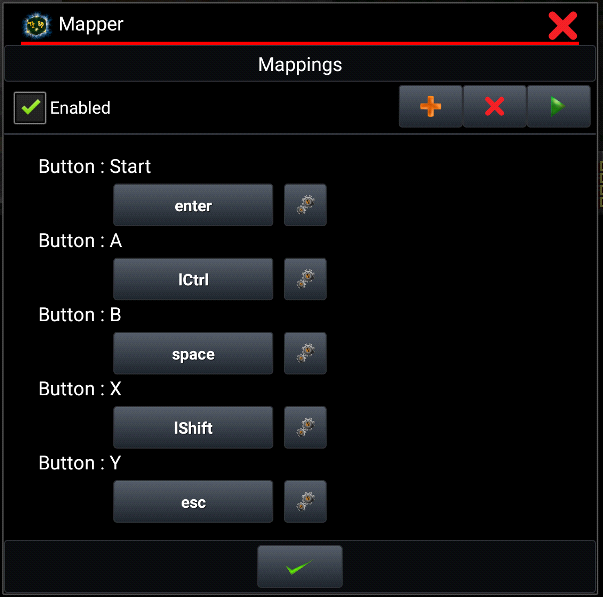 Mapper
Mappings
Enabled
Button : Start
enter
Button : A
lCtrl
Button : B
space
Button : X
lShift
Button : Y
esc